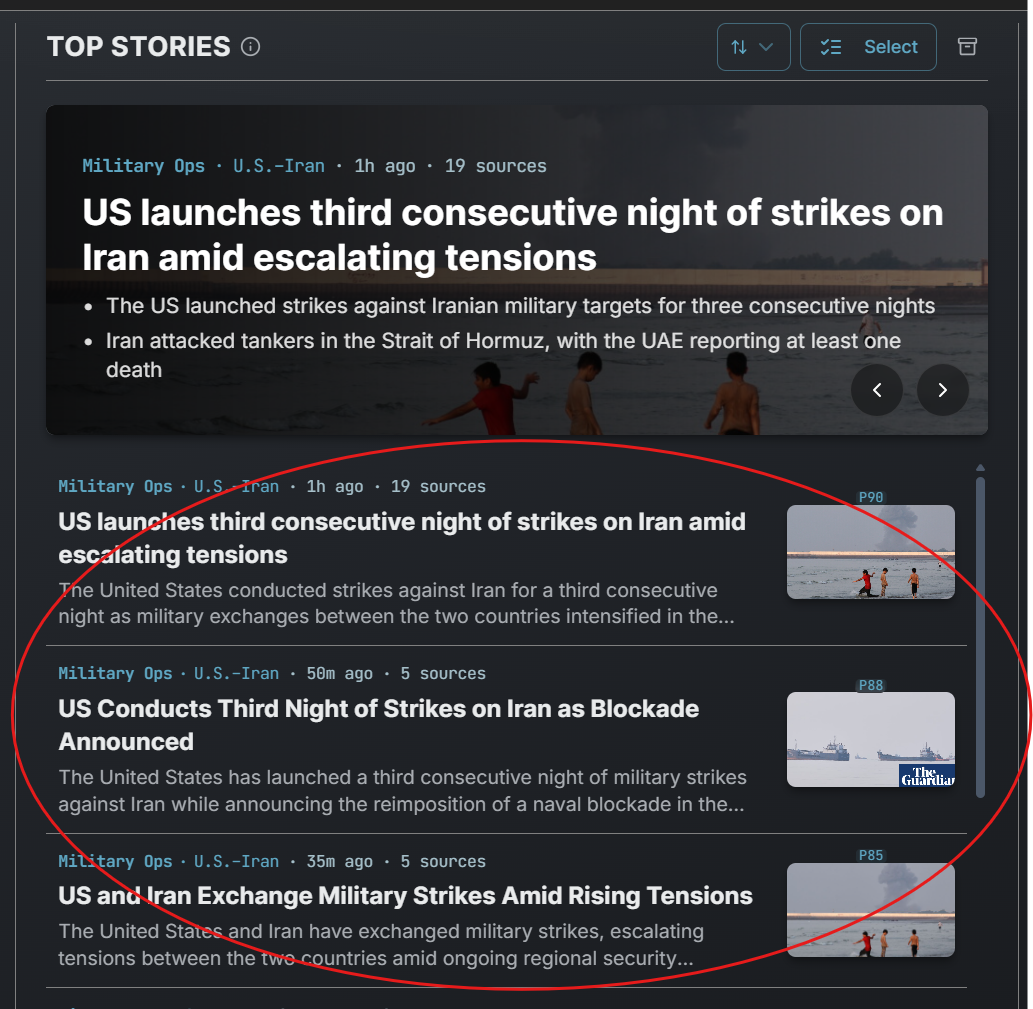 TOP STORIES
Select
Military Ops · U.S.-Iran · 1h ago · 19 sources
US launches third consecutive night of strikes on
Iran amid escalating tensions
• The US launched strikes against Iranian military targets for three consecutive nights
• Iran attacked tankers in the Strait of Hormuz, with the UAE reporting at least one
death
Military Ops · U.S.-Iran · 1h ago · 19 sources
P90
US launches third consecutive night of strikes on Iran amid
escalating tensions
The United States conducted strikes against Iran for a third consecutive
night as military exchanges between the two countries intensified in the...
Military Ops · U.S.-Iran · 50m ago · 5 sources
P88
US Conducts Third Night of Strikes on Iran as Blockade
Announced
The United States has launched a third consecutive night of military strikes
against Iran while announcing the reimposition of a naval blockade in the...
The
Guardian
Military Ops · U.S.-Iran · 35m ago · 5 sources
P85
US and Iran Exchange Military Strikes Amid Rising Tensions
The United States and Iran have exchanged military strikes, escalating
tensions between the two countries amid ongoing regional security...